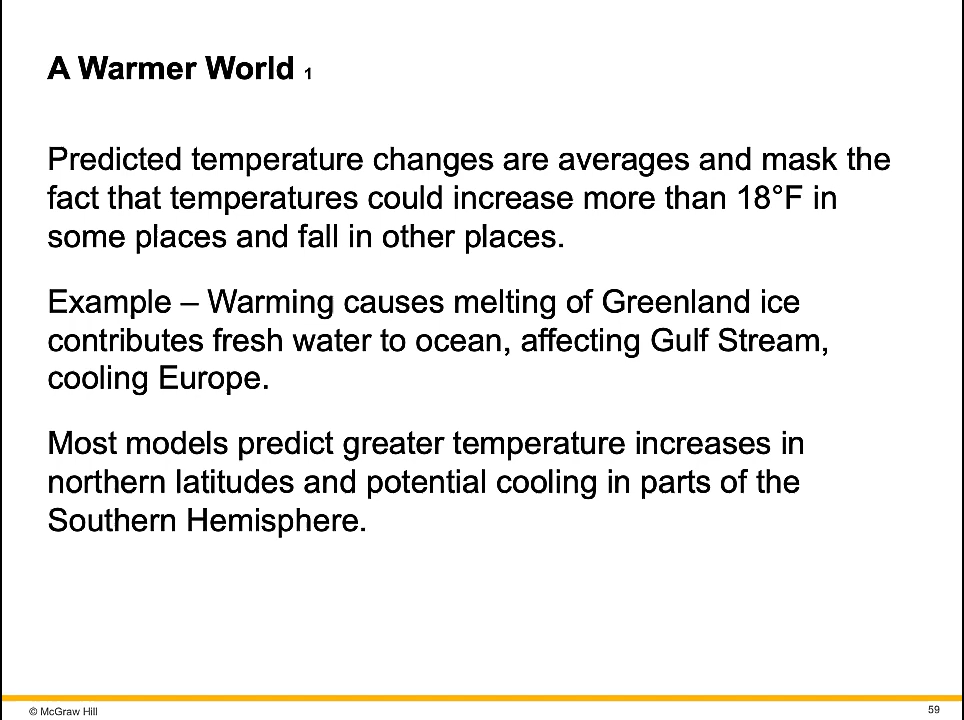 A Warmer World 1
Predicted temperature changes are averages and mask the
fact that temperatures could increase more than 18°F in
some places and fall in other places.
Example – Warming causes melting of Greenland ice
contributes fresh water to ocean, affecting Gulf Stream,
cooling Europe.
Most models predict greater temperature increases in
northern latitudes and potential cooling in parts of the
Southern Hemisphere.
© McGraw Hill
59